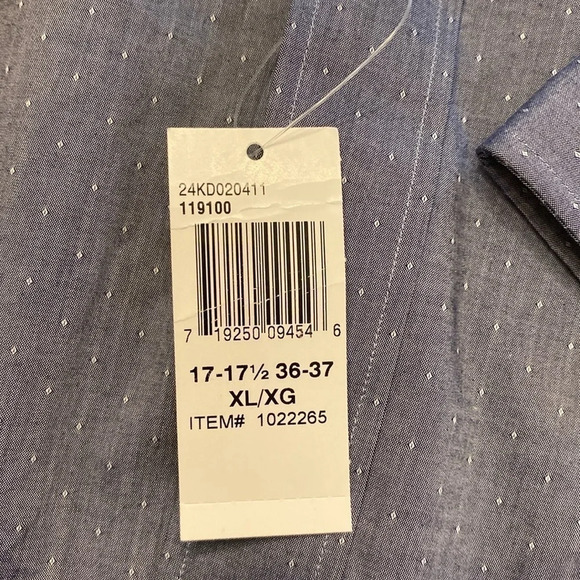 24KD020411
119100
7 19250 09454 6
17-17½ 36-37
XL/XG
ITEM# 1022265